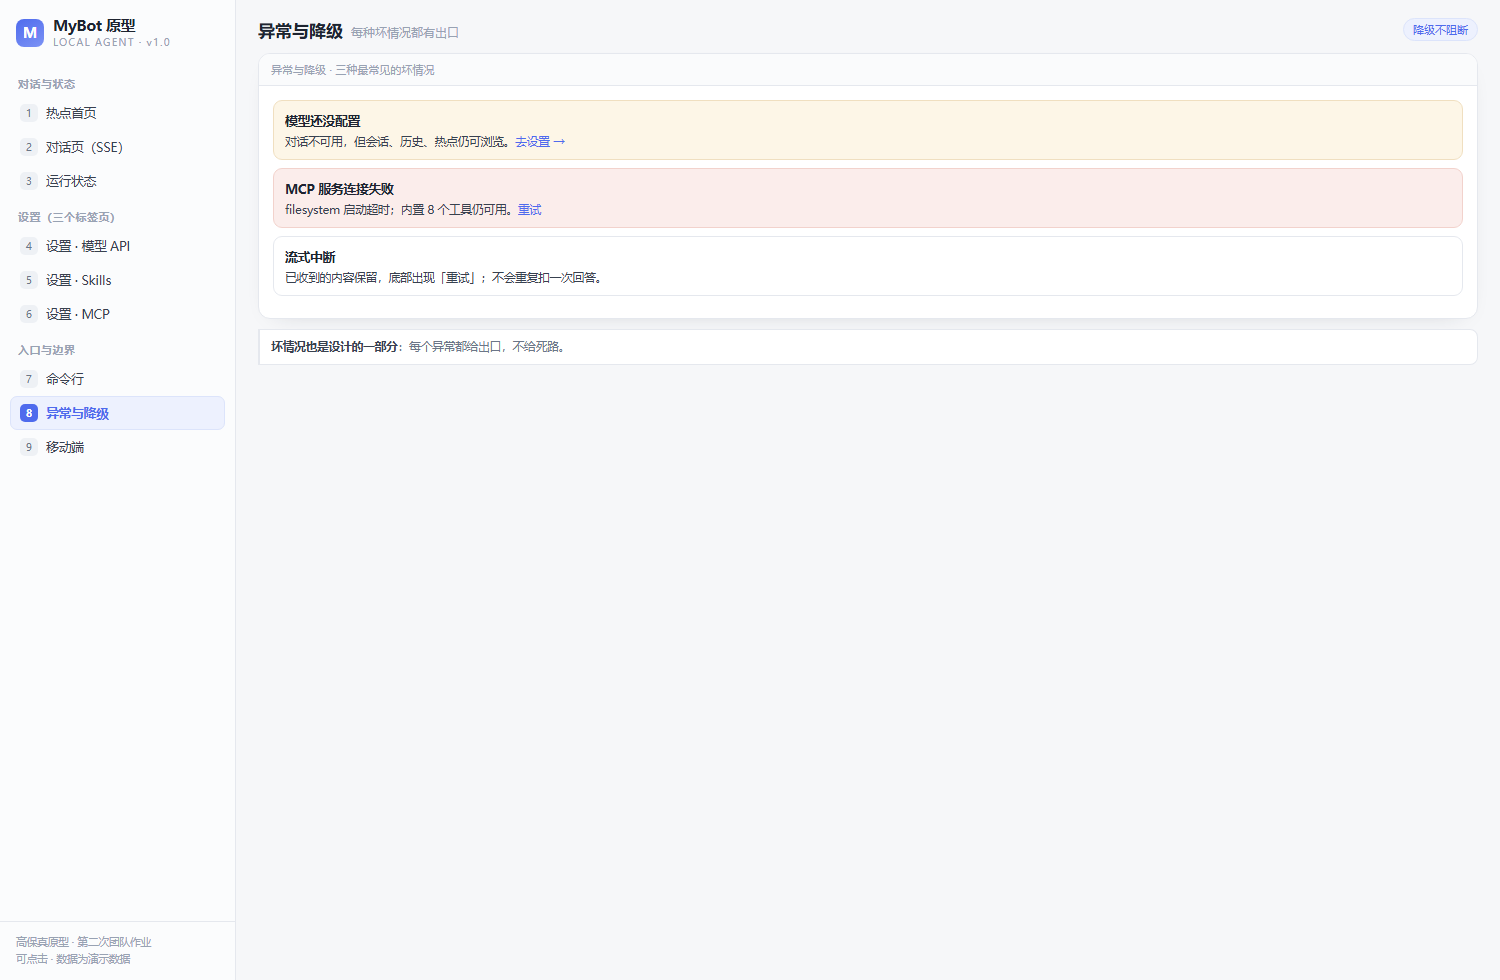 M
MyBot 原型
LOCAL AGENT · v1.0
对话与状态
1 热点首页
2 对话页（SSE）
3 运行状态
设置（三个标签页）
4 设置 · 模型 API
5 设置 · Skills
6 设置 · MCP
入口与边界
7 命令行
8 异常与降级
9 移动端
高保真原型 · 第二次团队作业
可点击 · 数据为演示数据
异常与降级 每种坏情况都有出口
降级不阻断
异常与降级 · 三种最常见的坏情况
模型还没配置
对话不可用，但会话、历史、热点仍可浏览。去设置 →
MCP 服务连接失败
filesystem 启动超时；内置 8 个工具仍可用。重试
流式中断
已收到的内容保留，底部出现「重试」；不会重复扣一次回答。
坏情况也是设计的一部分：每个异常都给出口，不给死路。